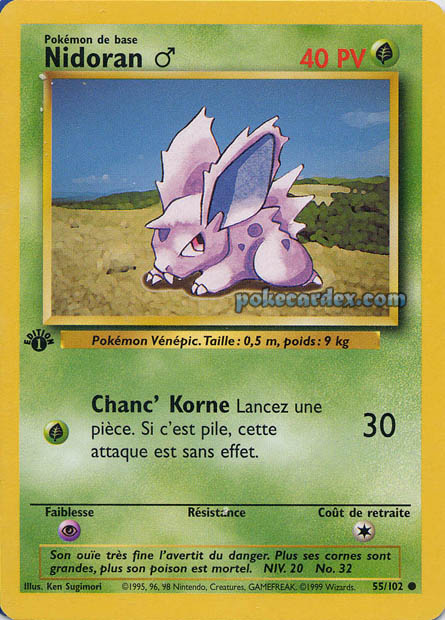 Pokémon de base
Nidoran ♂ 40 PV
pokecardex.com
EDITION 1
Pokémon Vénépic. Taille : 0,5 m, poids : 9 kg
Chanc' Korne Lancez une
pièce. Si c'est pile, cette
attaque est sans effet.
30
Faiblesse Résistance Coût de retraite
Son ouïe très fine l'avertit du danger. Plus ses cornes sont
grandes, plus son poison est mortel. NIV. 20 No. 32
Illus. Ken Sugimori ©1995, 96, 98 Nintendo, Creatures, GAMEFREAK. ©1999 Wizards. 55/102 ●